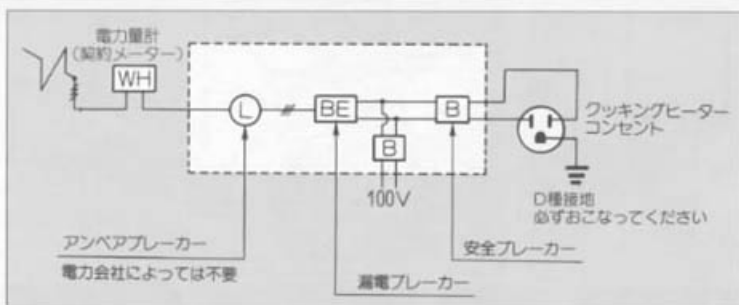 電力量計
(契約メーター)
WH
L
BE
B
B
100V
クッキングヒーター
コンセント
D種接地
必ずおこなってください
アンペアブレーカー
電力会社によっては不要
漏電ブレーカー
安全ブレーカー